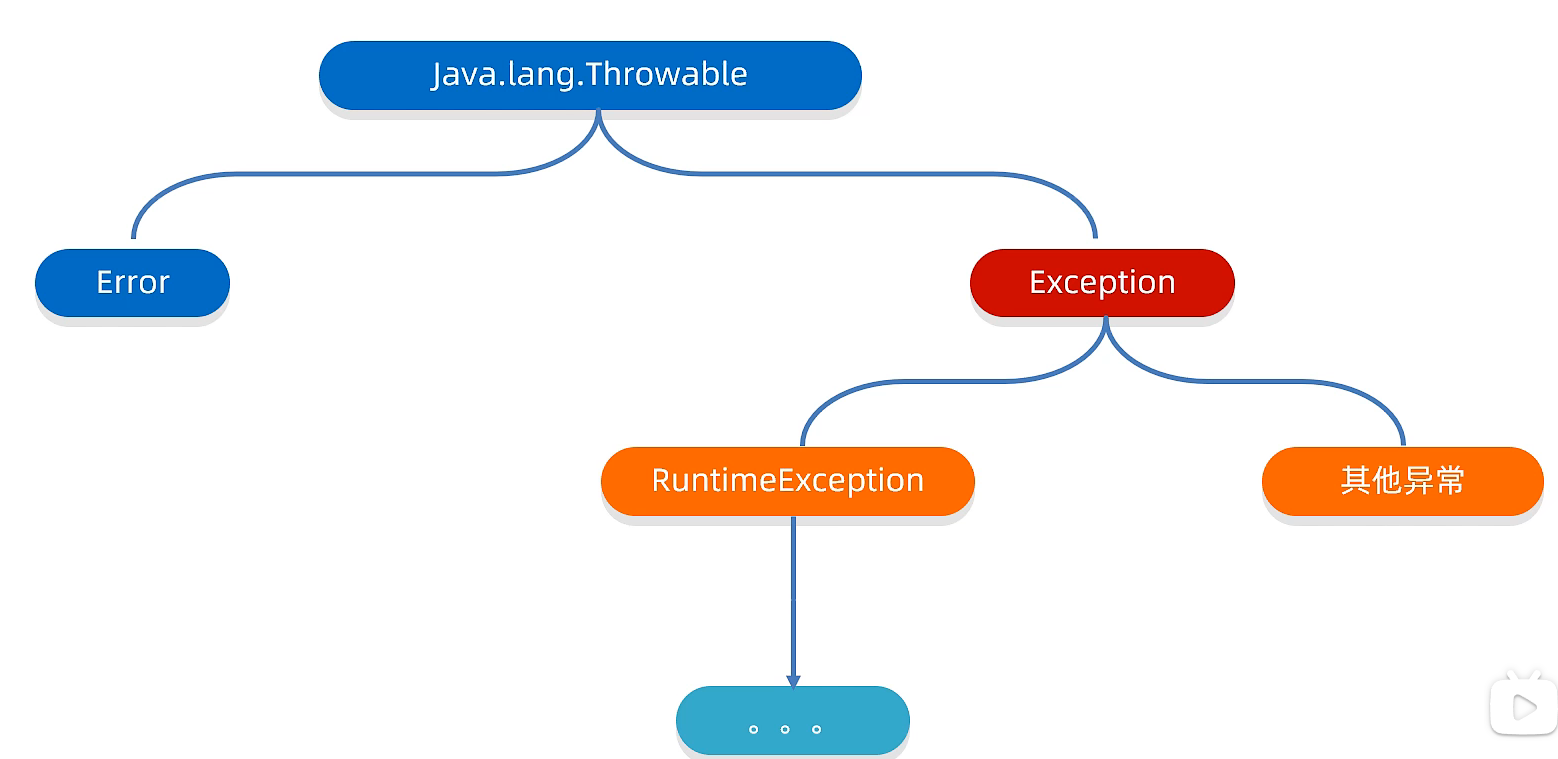 Java.lang.Throwable
Error
Exception
RuntimeException
其他异常
。。。